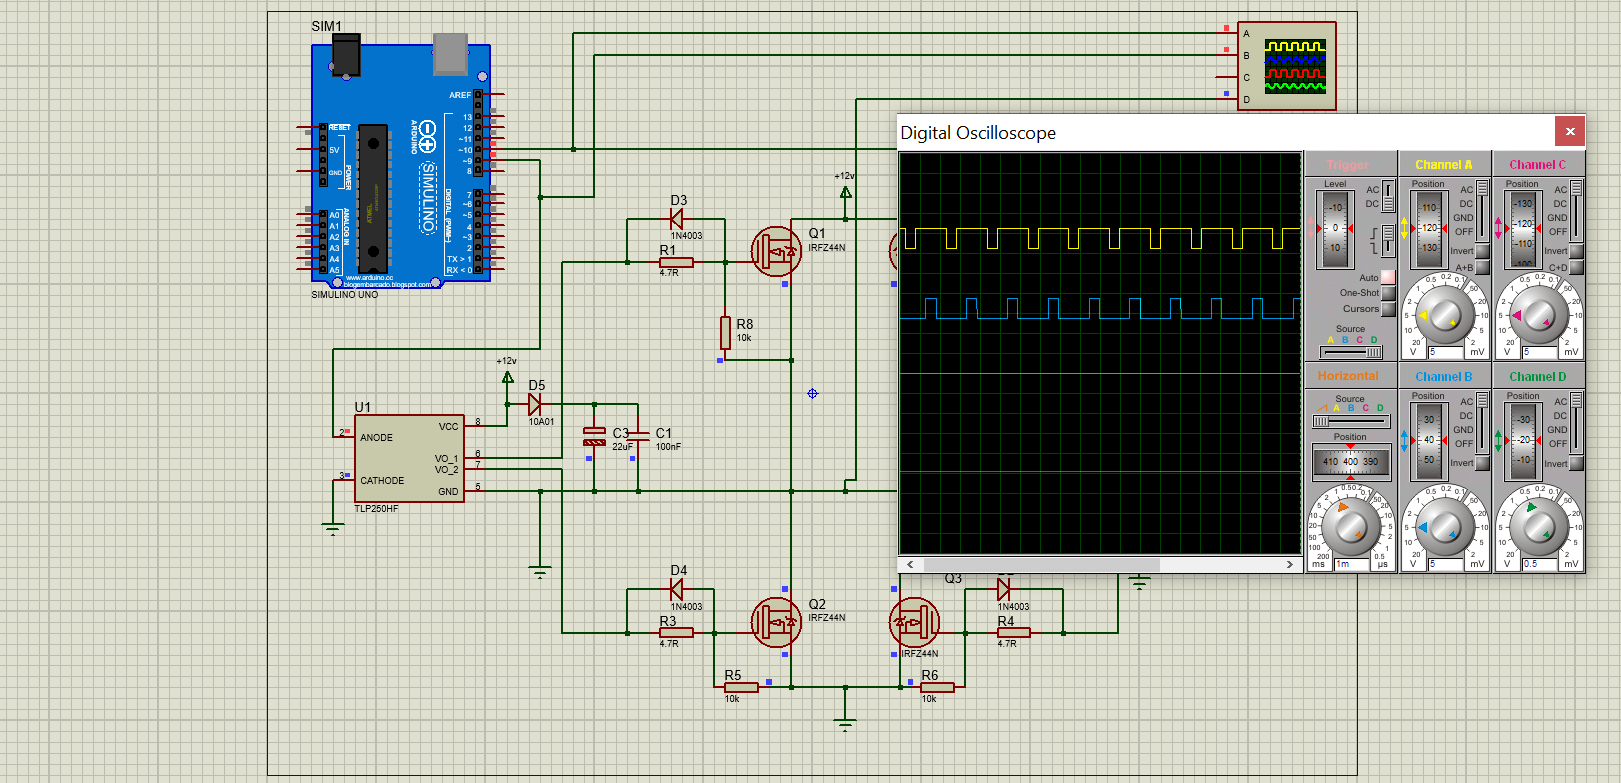 SIM1
AREF
13
12
~11
~10
~9
8
7
~6
~5
4
~3
2
TX > 1
RX < 0
RESET
5V
GND
POWER
A0
A1
A2
A3
A4
A5
ANALOG IN
ARDUINO
SIMULINO
DIGITAL (PWM~)
www.arduino.cc
blogembarcado.blogspot.com
SIMULINO UNO
A
B
C
D
+12v
D3
1N4003
R1
4.7R
Q1
IRFZ44N
R8
10k
+12v
D5
10A01
C3
22uF
C1
100nF
U1
2
ANODE
3
CATHODE
VCC
8
VO_1
6
VO_2
7
GND
5
TLP250HF
D4
1N4003
R3
4.7R
Q2
IRFZ44N
R5
10k
Q3
IRFZ44N
1N4003
R4
4.7R
R6
10k
Digital Oscilloscope
Trigger
Level
-10
0
10
AC
DC
Auto
One-Shot
Cursors
Source
A B C D
Channel A
Position
110
120
130
AC
DC
GND
OFF
Invert
A+B
V
5
mV
Channel C
Position
-130
-120
-110
-100
AC
DC
GND
OFF
Invert
C+D
V
5
mV
Horizontal
Source
A B C D
Position
410 400 390
ms
1m
µs
Channel B
Position
30
40
50
AC
DC
GND
OFF
Invert
V
5
mV
Channel D
Position
-30
-20
-10
AC
DC
GND
OFF
Invert
V
0.5
mV